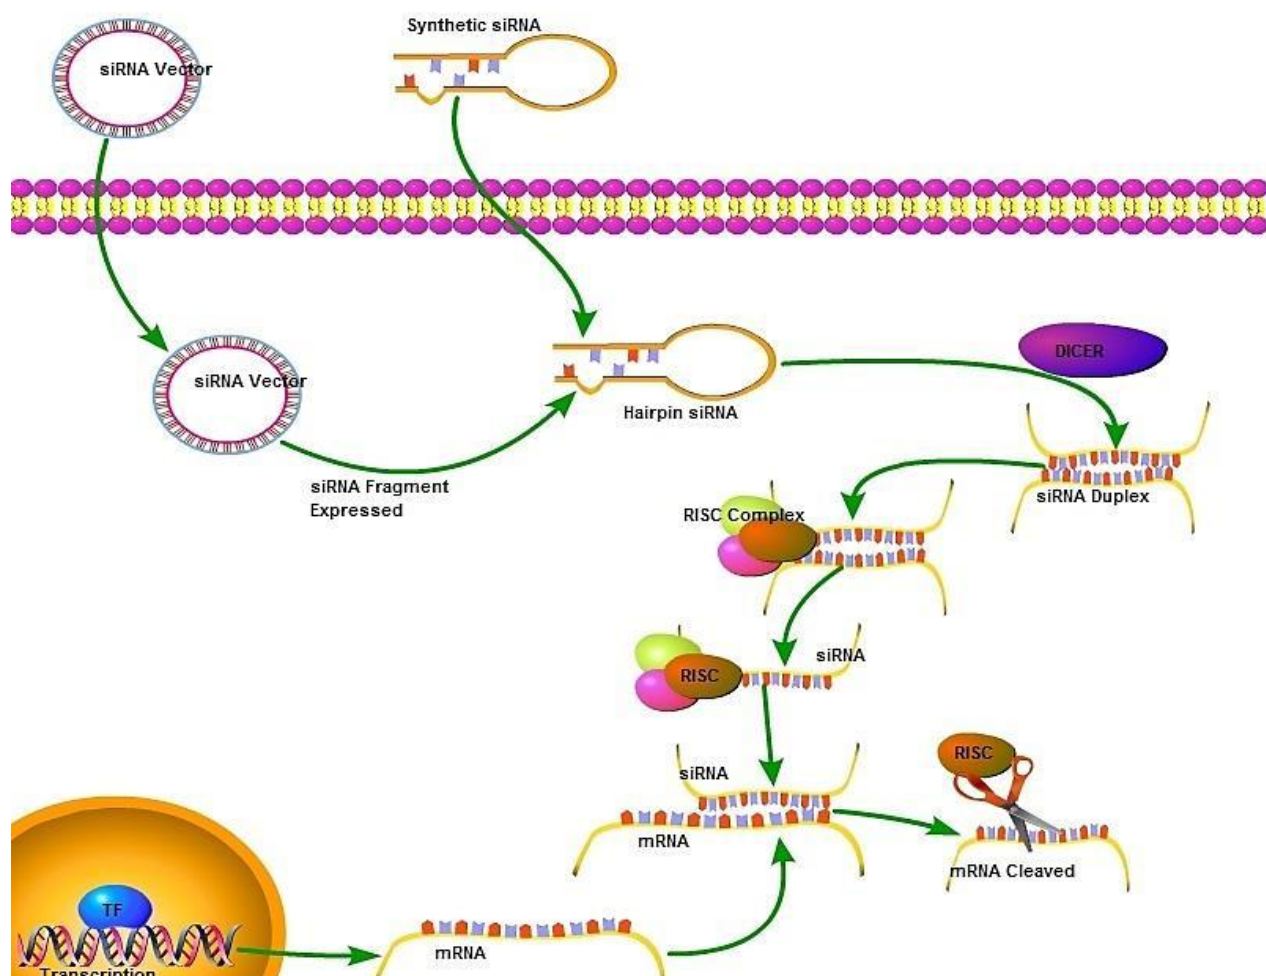 Synthetic siRNA
siRNA Vector
DICER
siRNA Vector
Hairpin siRNA
siRNA Fragment
Expressed
siRNA Duplex
RISC Complex
siRNA
RISC
RISC
siRNA
mRNA
mRNA Cleaved
TF
mRNA
Transcription